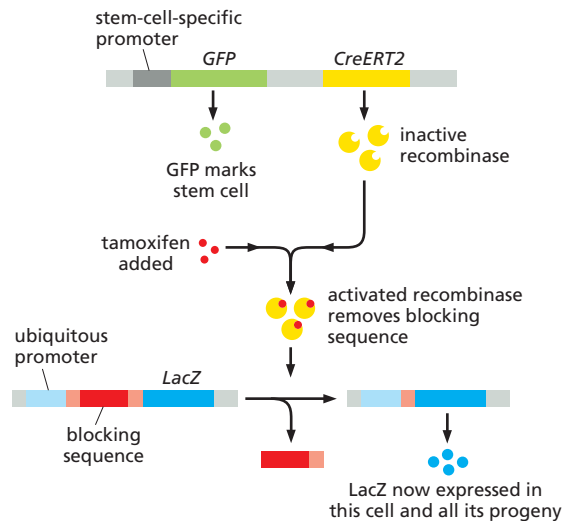 stem-cell-specific
promoter
GFP
CreERT2
GFP marks
stem cell
inactive
recombinase
tamoxifen
added
activated recombinase
removes blocking
sequence
ubiquitous
promoter
LacZ
blocking
sequence
LacZ now expressed in
this cell and all its progeny